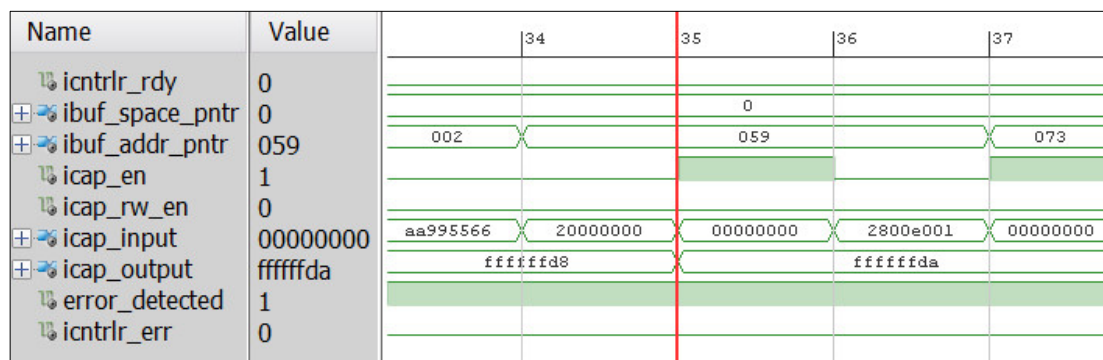 Name Value 34 35 36 37
icntrlr_rdy 0
ibuf_space_pntr 0 0
ibuf_addr_pntr 059 002 059 073
icap_en 1
icap_rw_en 0
icap_input 00000000 aa995566 20000000 00000000 2800e001 00000000
icap_output ffffffda ffffffd8 ffffffda
error_detected 1
icntrlr_err 0